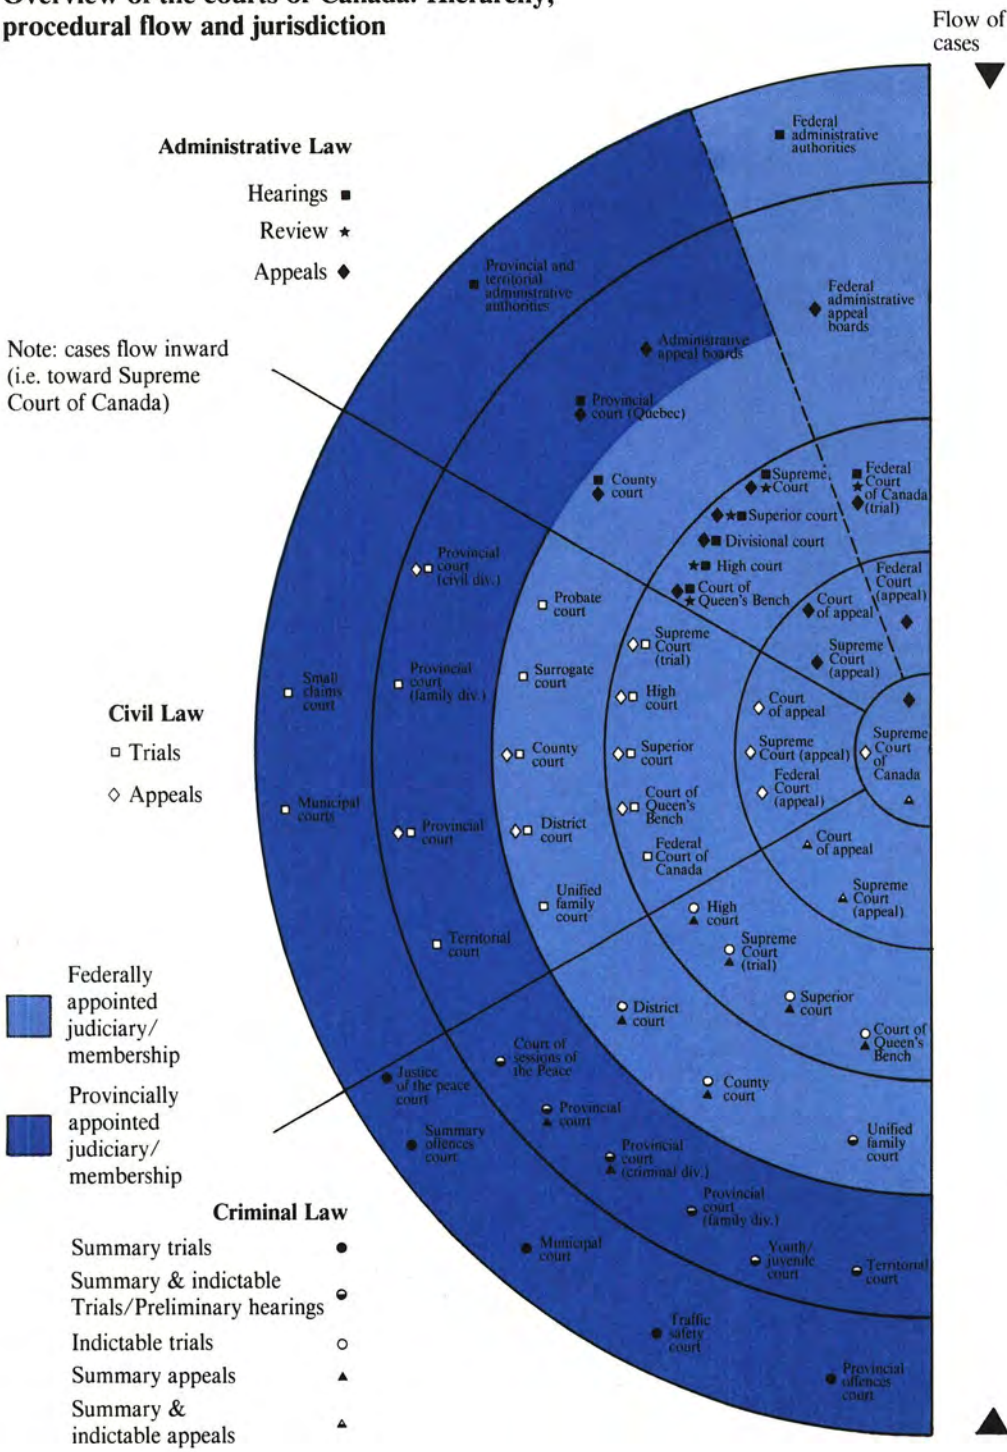 Overview of the courts of Canada: Hierarchy,
procedural flow and jurisdiction
Flow of
cases
Administrative Law
Hearings
Review
Appeals
Note: cases flow inward
(i.e. toward Supreme
Court of Canada)
Federal
administrative
authorities
Provincial and
territorial
administrative
authorities
Federal
administrative
appeal
boards
Administrative
appeal boards
Provincial
court (Quebec)
County
court
Supreme
Court
Superior court
Divisional court
High court
Court of
Queen's Bench
Federal
Court
of Canada
(trial)
Federal
Court
(appeal)
Court
of appeal
Supreme
Court
(appeal)
Civil Law
Trials
Appeals
Small
claims
court
Municipal
courts
Provincial
court
(civil div.)
Provincial
court
(family div.)
Provincial
court
Territorial
court
Probate
court
Surrogate
court
County
court
District
court
Unified
family
court
Supreme
Court
(trial)
High
court
Superior
court
Court of
Queen's
Bench
Federal
Court of
Canada
Court
of appeal
Supreme
Court (appeal)
Federal
Court
(appeal)
Supreme
Court
of
Canada
Court
of appeal
Supreme
Court
(appeal)
High
court
Supreme
Court
(trial)
Superior
court
Court of
Queen's
Bench
District
court
County
court
Unified
family
court
Court of
sessions of
the Peace
Provincial
court
Provincial
court
(criminal div.)
Provincial
court
(family div.)
Youth/
juvenile
court
Territorial
court
Justice
of the peace
court
Summary
offences
court
Municipal
court
Traffic
safety
court
Provincial
offences
court
Federally
appointed
judiciary/
membership
Provincially
appointed
judiciary/
membership
Criminal Law
Summary trials
Summary & indictable
Trials/Preliminary hearings
Indictable trials
Summary appeals
Summary &
indictable appeals